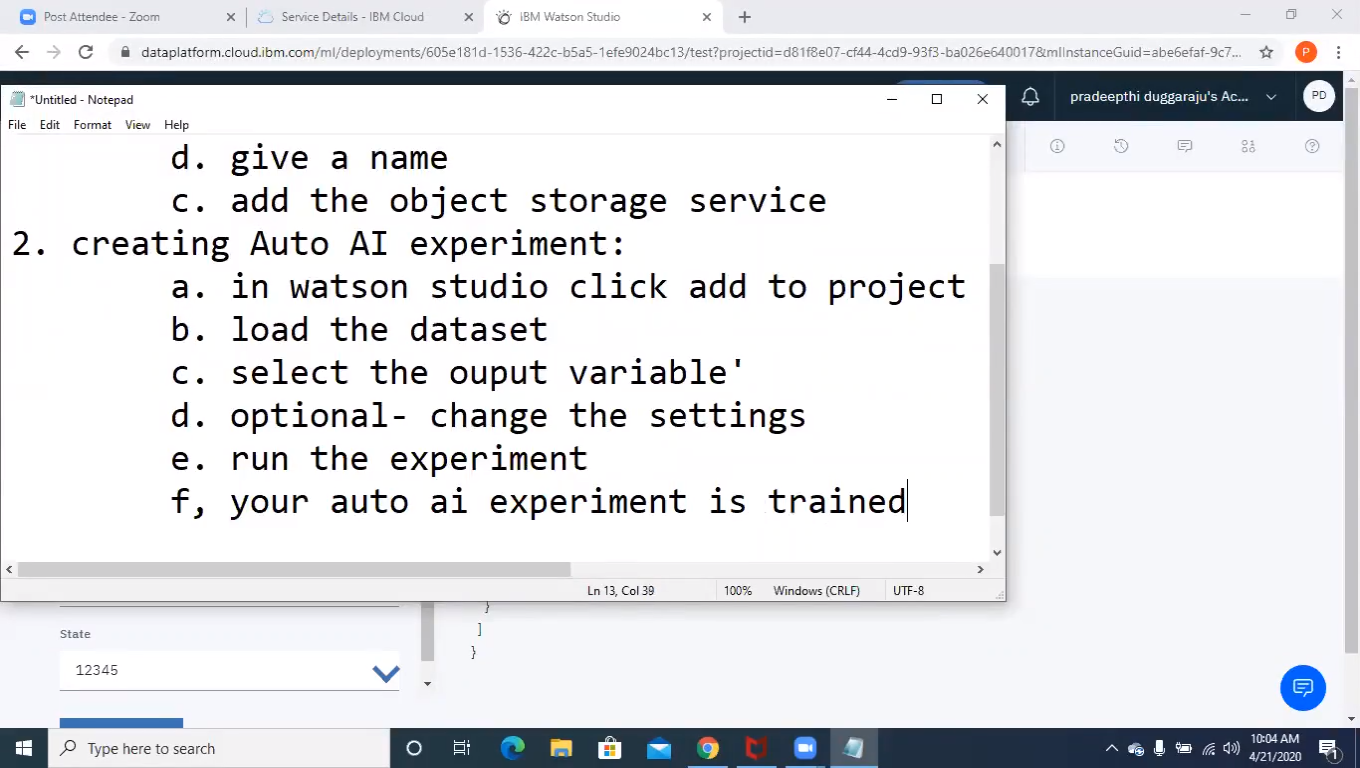 Post Attendee - Zoom
Service Details - IBM Cloud
IBM Watson Studio
dataplatform.cloud.ibm.com/ml/deployments/605e181d-1536-422c-b5a5-1efe9024bc13/test?projectid=d81f8e07-cf44-4cd9-93f3-ba026e640017&mlInstanceGuid=abe6efaf-9c7...
P
*Untitled - Notepad
pradeepthi duggaraju's Ac...
PD
File Edit Format View Help
d. give a name
c. add the object storage service
2. creating Auto AI experiment:
a. in watson studio click add to project
b. load the dataset
c. select the ouput variable'
d. optional- change the settings
e. run the experiment
f, your auto ai experiment is trained
Ln 13, Col 39 100% Windows (CRLF) UTF-8
}
State
]
}
12345
Type here to search
10:04 AM
4/21/2020
1